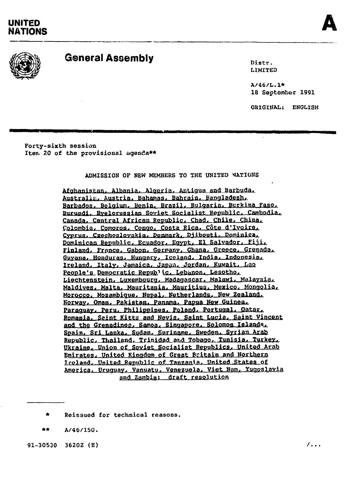 UNITED
NATIONS
A
General Assembly
Distr.
LIMITED
A/46/L.1*
18 September 1991
ORIGINAL: ENGLISH
Forty-sixth session
Item 20 of the provisional agenda**
ADMISSION OF NEW MEMBERS TO THE UNITED NATIONS
Afghanistan, Albania, Algeria, Antigua and Barbuda,
Australia, Austria, Bahamas, Bahrain, Bangladesh,
Barbados, Belgium, Benin, Brazil, Bulgaria, Burkina Faso,
Burundi, Byelorussian Soviet Socialist Republic, Cambodia,
Canada, Central African Republic, Chad, Chile, China,
Colombia, Comoros, Congo, Costa Rica, Côte d'Ivoire,
Cyprus, Czechoslovakia, Denmark, Djibouti, Dominica,
Dominican Republic, Ecuador, Egypt, El Salvador, Fiji,
Finland, France, Gabon, Germany, Ghana, Greece, Grenada,
Guyana, Honduras, Hungary, Iceland, India, Indonesia,
Ireland, Italy, Jamaica, Japan, Jordan, Kuwait, Lao
People's Democratic Republic, Lebanon, Lesotho,
Liechtenstein, Luxembourg, Madagascar, Malawi, Malaysia,
Maldives, Malta, Mauritania, Mauritius, Mexico, Mongolia,
Morocco, Mozambique, Nepal, Netherlands, New Zealand,
Norway, Oman, Pakistan, Panama, Papua New Guinea,
Paraguay, Peru, Philippines, Poland, Portugal, Qatar,
Romania, Saint Kitts and Nevis, Saint Lucia, Saint Vincent
and the Grenadines, Samoa, Singapore, Solomon Islands,
Spain, Sri Lanka, Sudan, Suriname, Sweden, Syrian Arab
Republic, Thailand, Trinidad and Tobago, Tunisia, Turkey,
Ukraine, Union of Soviet Socialist Republics, United Arab
Emirates, United Kingdom of Great Britain and Northern
Ireland, United Republic of Tanzania, United States of
America, Uruguay, Vanuatu, Venezuela, Viet Nam, Yugoslavia
and Zambia: draft resolution
* Reissued for technical reasons.
** A/46/150.
91-30530 3620Z (E)
/...